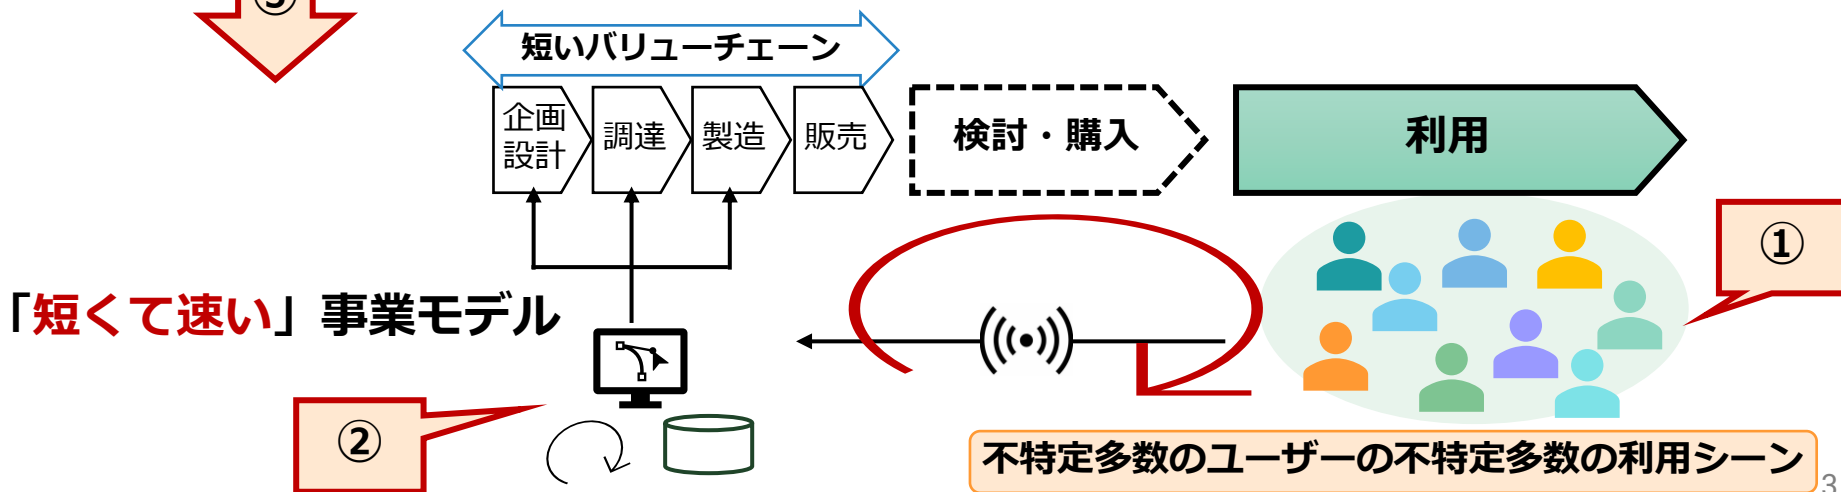 ③
短いバリューチェーン
企画
設計
調達
製造
販売
検討・購入
利用
①
「短くて速い」事業モデル
②
不特定多数のユーザーの不特定多数の利用シーン
3